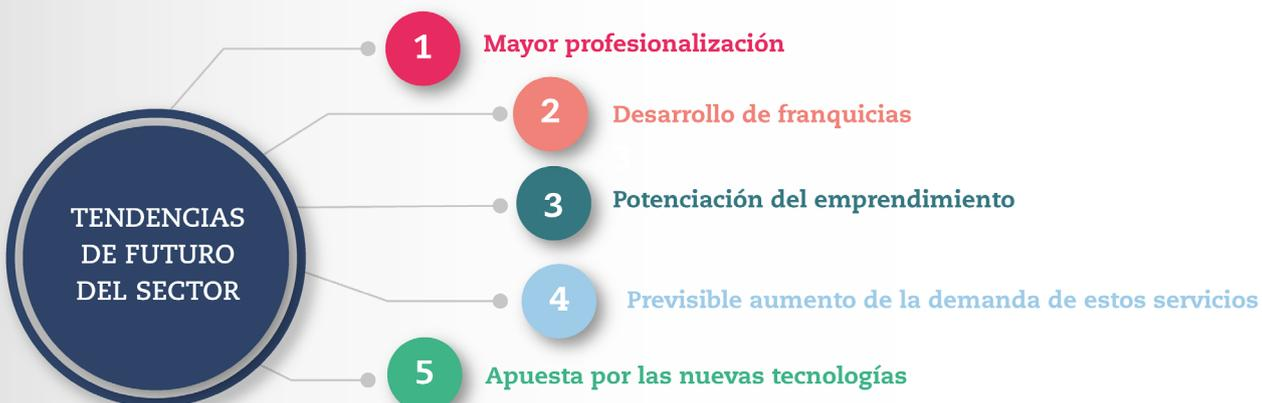 TENDENCIAS
DE FUTURO
DEL SECTOR
1 Mayor profesionalización
2 Desarrollo de franquicias
3
3 Potenciación del emprendimiento
4 Previsible aumento de la demanda de estos servicios
5 Apuesta por las nuevas tecnologías